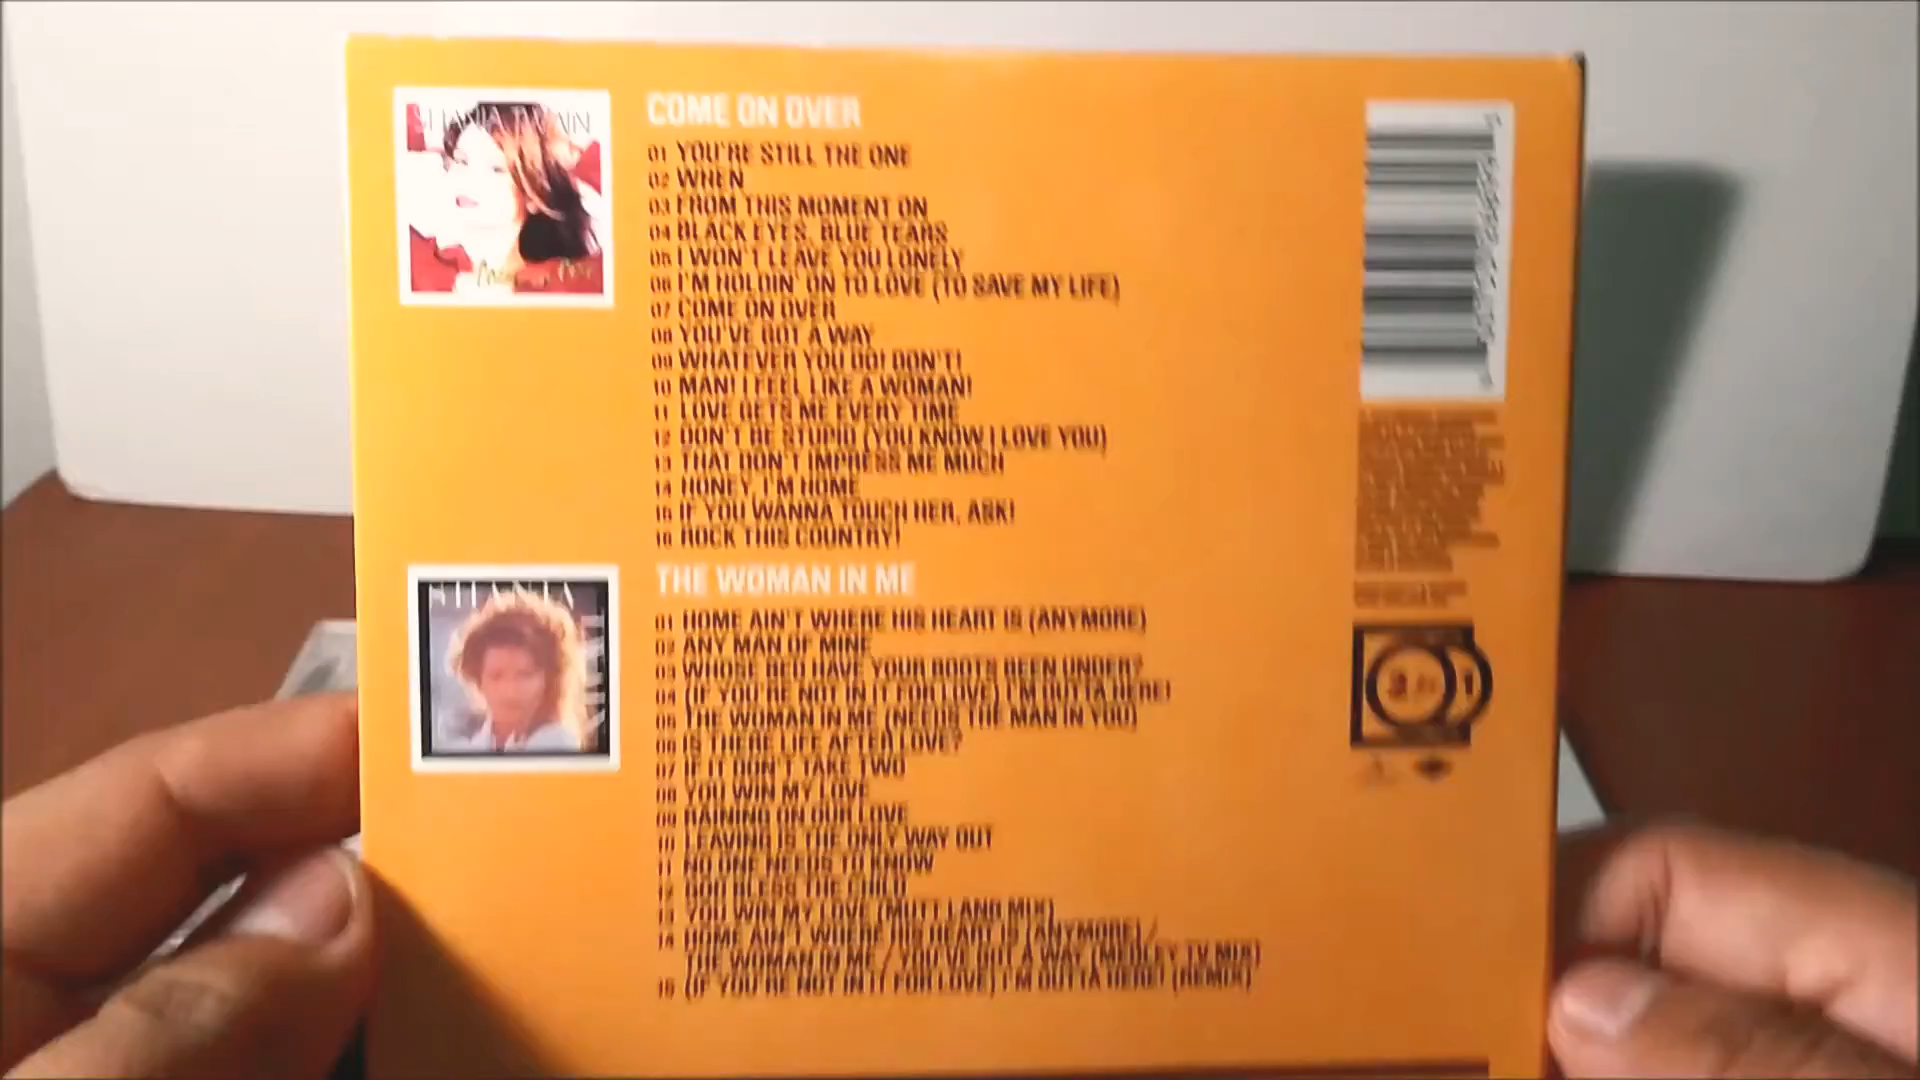 SHANIA TWAIN
COME ON OVER
01 YOU'RE STILL THE ONE
02 WHEN
03 FROM THIS MOMENT ON
04 BLACK EYES, BLUE TEARS
05 I WON'T LEAVE YOU LONELY
06 I'M HOLDIN' ON TO LOVE (TO SAVE MY LIFE)
07 COME ON OVER
08 YOU'VE GOT A WAY
09 WHATEVER YOU DO! DON'T!
10 MAN! I FEEL LIKE A WOMAN!
11 LOVE GETS ME EVERY TIME
12 DON'T BE STUPID (YOU KNOW I LOVE YOU)
13 THAT DON'T IMPRESS ME MUCH
14 HONEY, I'M HOME
15 IF YOU WANNA TOUCH HER, ASK!
16 ROCK THIS COUNTRY!
SHANIA
TWAIN
THE WOMAN IN ME
01 HOME AIN'T WHERE HIS HEART IS (ANYMORE)
02 ANY MAN OF MINE
03 WHOSE BED HAVE YOUR BOOTS BEEN UNDER?
04 (IF YOU'RE NOT IN IT FOR LOVE) I'M OUTTA HERE!
05 THE WOMAN IN ME (NEEDS THE MAN IN YOU)
06 IS THERE LIFE AFTER LOVE?
07 IF IT DON'T TAKE TWO
08 YOU WIN MY LOVE
09 RAINING ON OUR LOVE
10 LEAVING IS THE ONLY WAY OUT
11 NO ONE NEEDS TO KNOW
12 GOD BLESS THE CHILD
13 YOU WIN MY LOVE (MUTT LANG MIX)
14 HOME AIN'T WHERE HIS HEART IS (ANYMORE) /
THE WOMAN IN ME / YOU'VE GOT A WAY (MEDLEY TV MIX)
15 (IF YOU'RE NOT IN IT FOR LOVE) I'M OUTTA HERE! (REMIX)